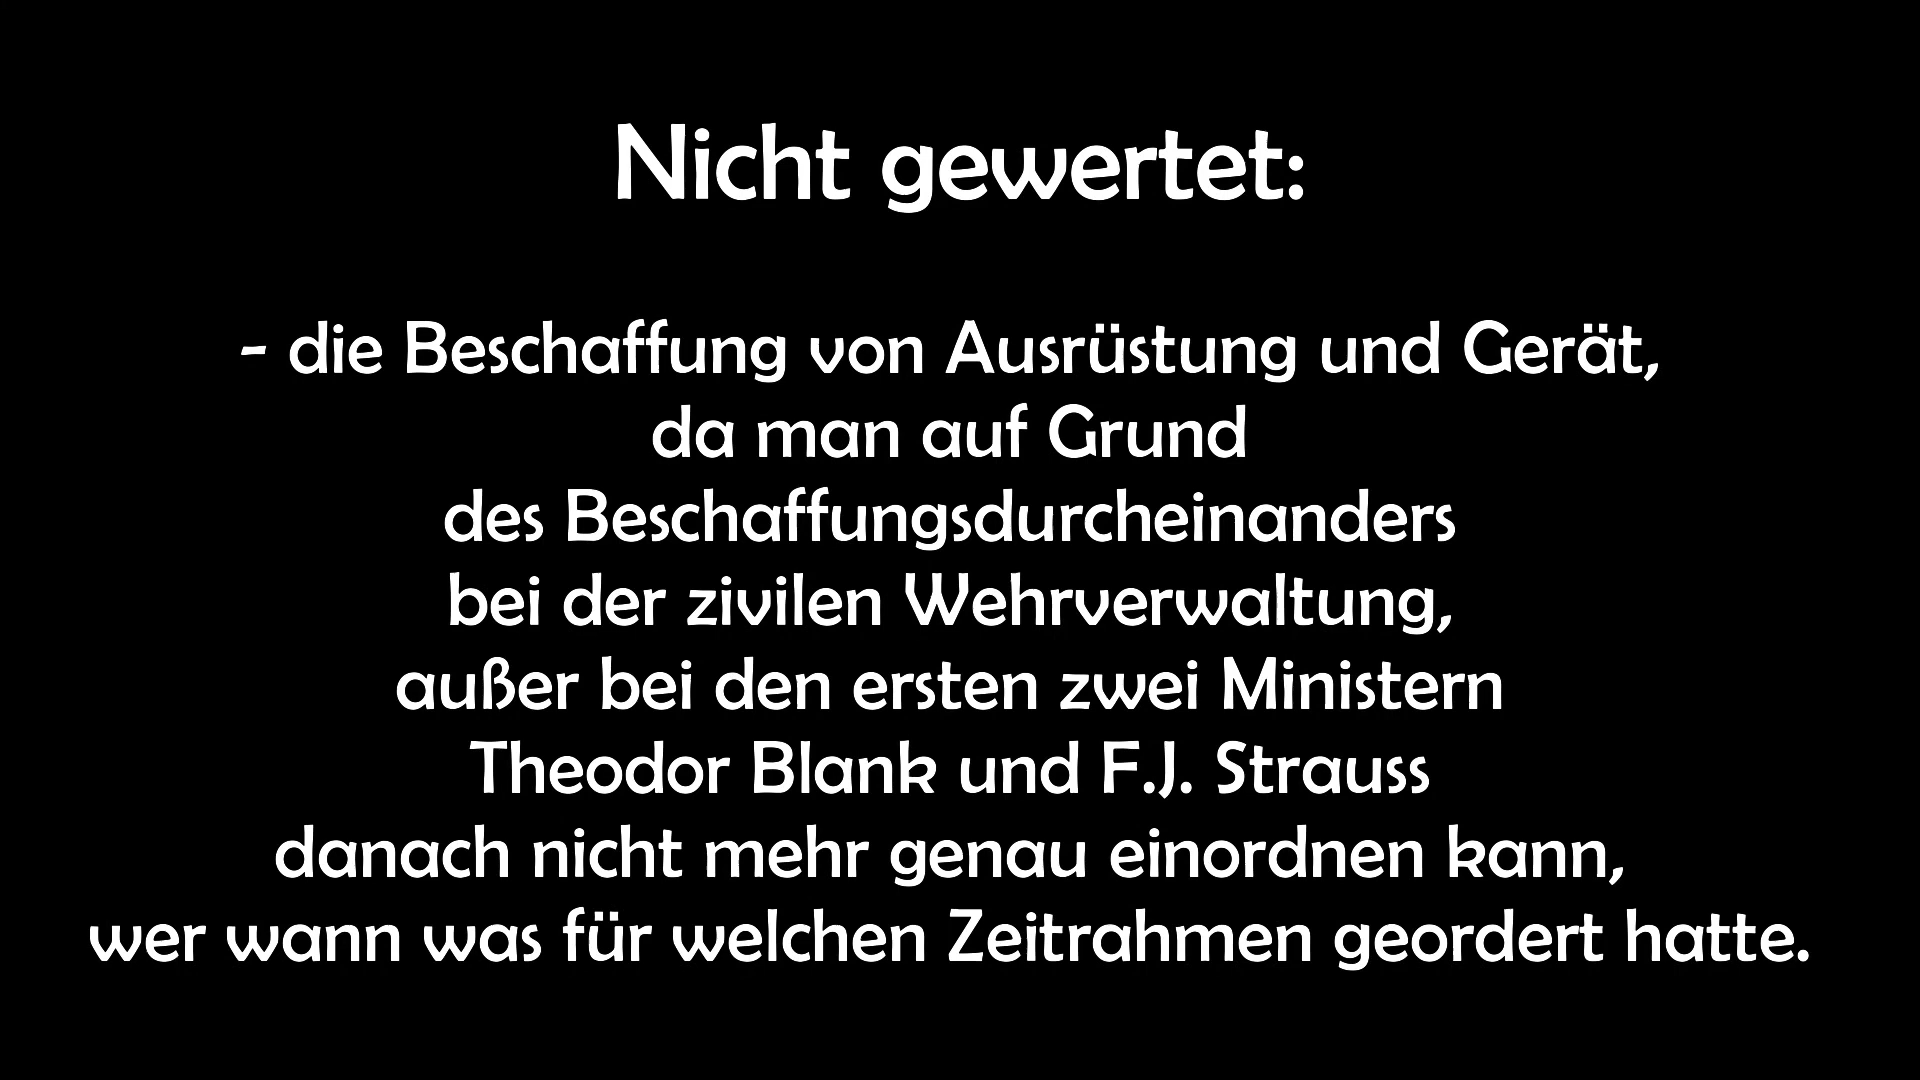 Nicht gewertet:
- die Beschaffung von Ausrüstung und Gerät,
da man auf Grund
des Beschaffungsdurcheinanders
bei der zivilen Wehrverwaltung,
außer bei den ersten zwei Ministern
Theodor Blank und F.J. Strauss
danach nicht mehr genau einordnen kann,
wer wann was für welchen Zeitrahmen geordert hatte.